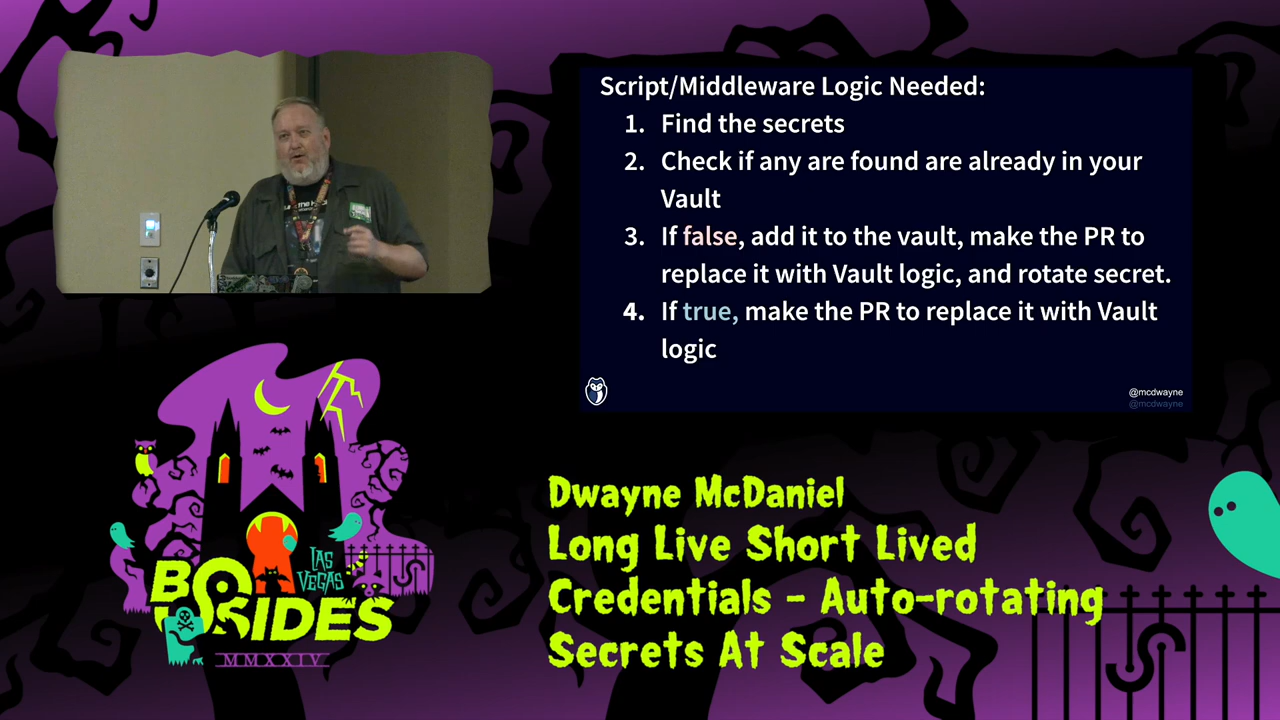 Script/Middleware Logic Needed:
1. Find the secrets
2. Check if any are found are already in your
Vault
3. If false, add it to the vault, make the PR to
replace it with Vault logic, and rotate secret.
4. If true, make the PR to replace it with Vault
logic
@mcdwayne
@mcdwayne
LAS
VEGAS
BSIDES
MMXXIV
Dwayne McDaniel
Long Live Short Lived
Credentials - Auto-rotating
Secrets At Scale